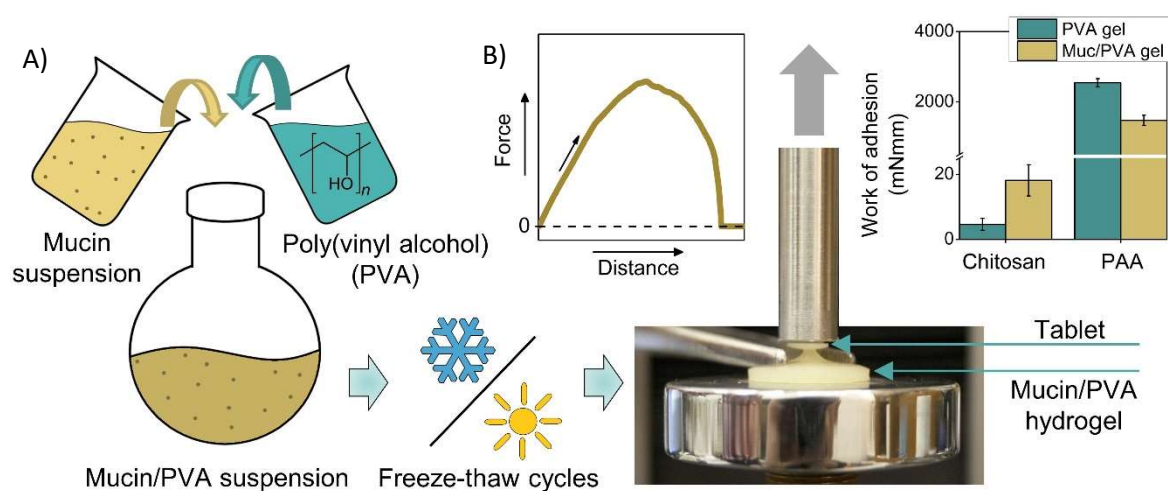 A)
Mucin
suspension
HO
n
Poly(vinyl alcohol)
(PVA)
Mucin/PVA suspension
Freeze-thaw cycles
B)
Force
0
Distance
Work of adhesion
(mNmm)
4000
2000
20
0
PVA gel
Muc/PVA gel
Chitosan
PAA
Tablet
Mucin/PVA
hydrogel